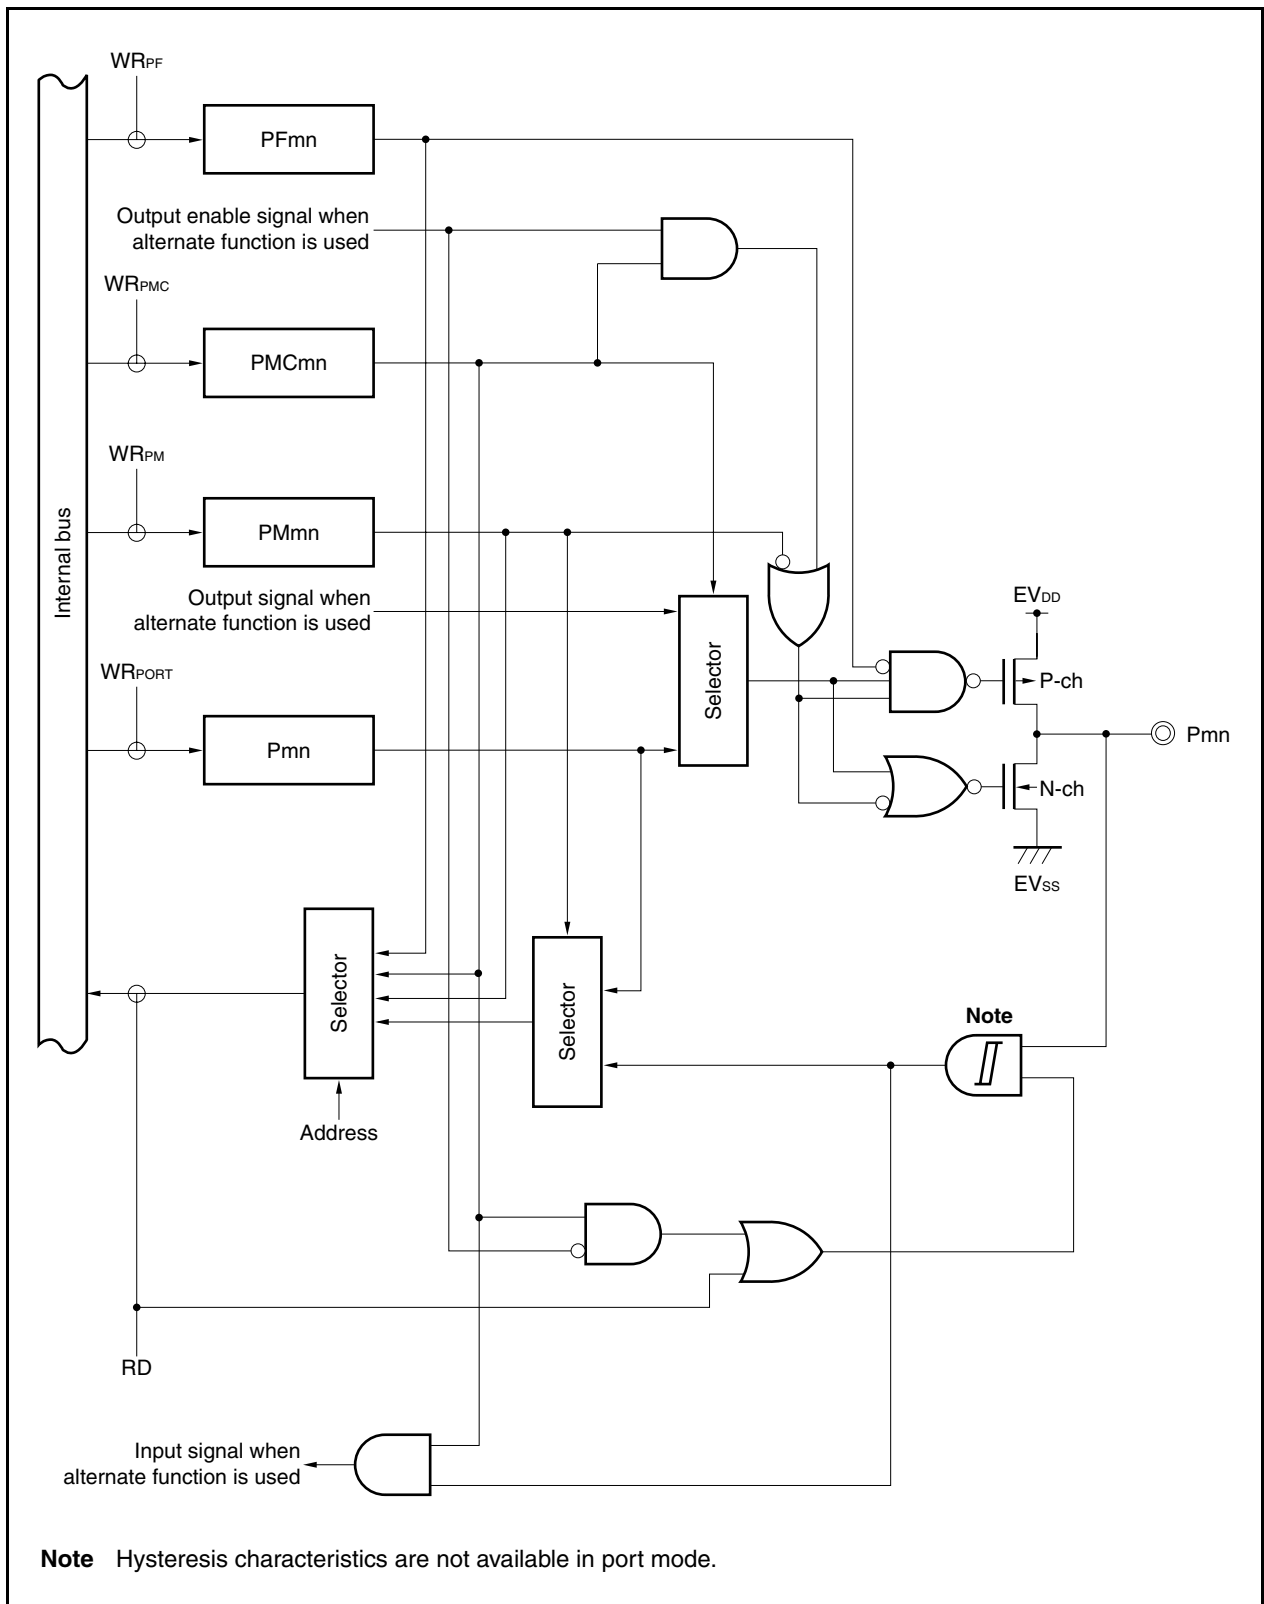 WRPF
PFmn
Output enable signal when
alternate function is used
WRPMC
PMCmn
WRPM
PMmn
Internal bus
Output signal when
alternate function is used
EVDD
WRPORT
Selector
P-ch
Pmn
Pmn
N-ch
EVSS
Selector
Selector
Note
Address
RD
Input signal when
alternate function is used
Note Hysteresis characteristics are not available in port mode.